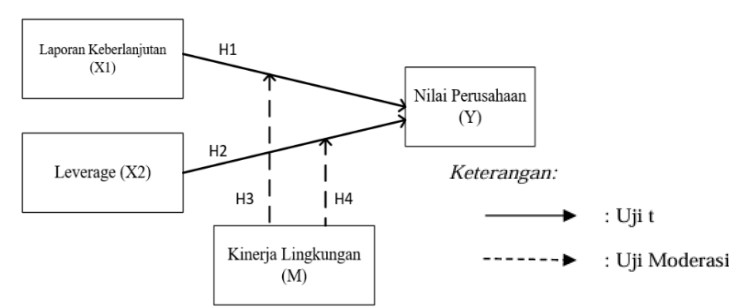 Laporan Keberlanjutan
(X1)
H1
Nilai Perusahaan
(Y)
Leverage (X2)
H2
H3
H4
Kinerja Lingkungan
(M)
Keterangan:
: Uji t
: Uji Moderasi